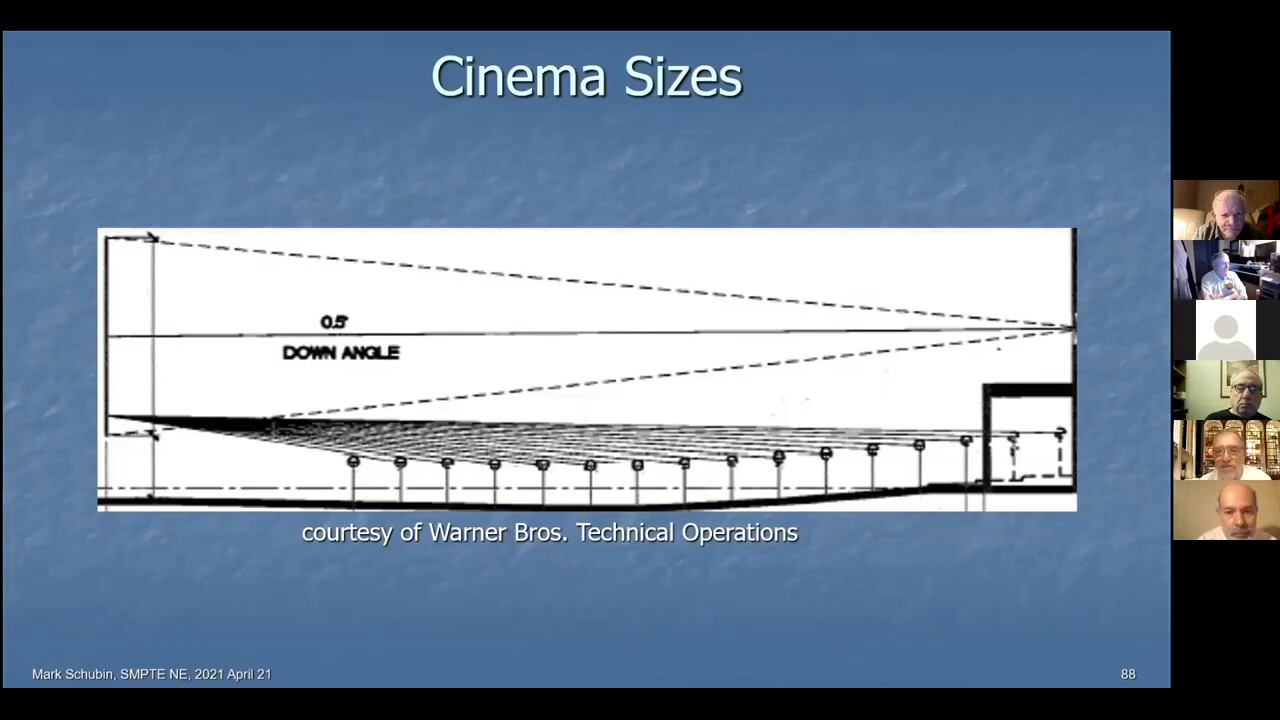 Cinema Sizes
0.5°
DOWN ANGLE
courtesy of Warner Bros. Technical Operations
Mark Schubin, SMPTE NE, 2021 April 21
88